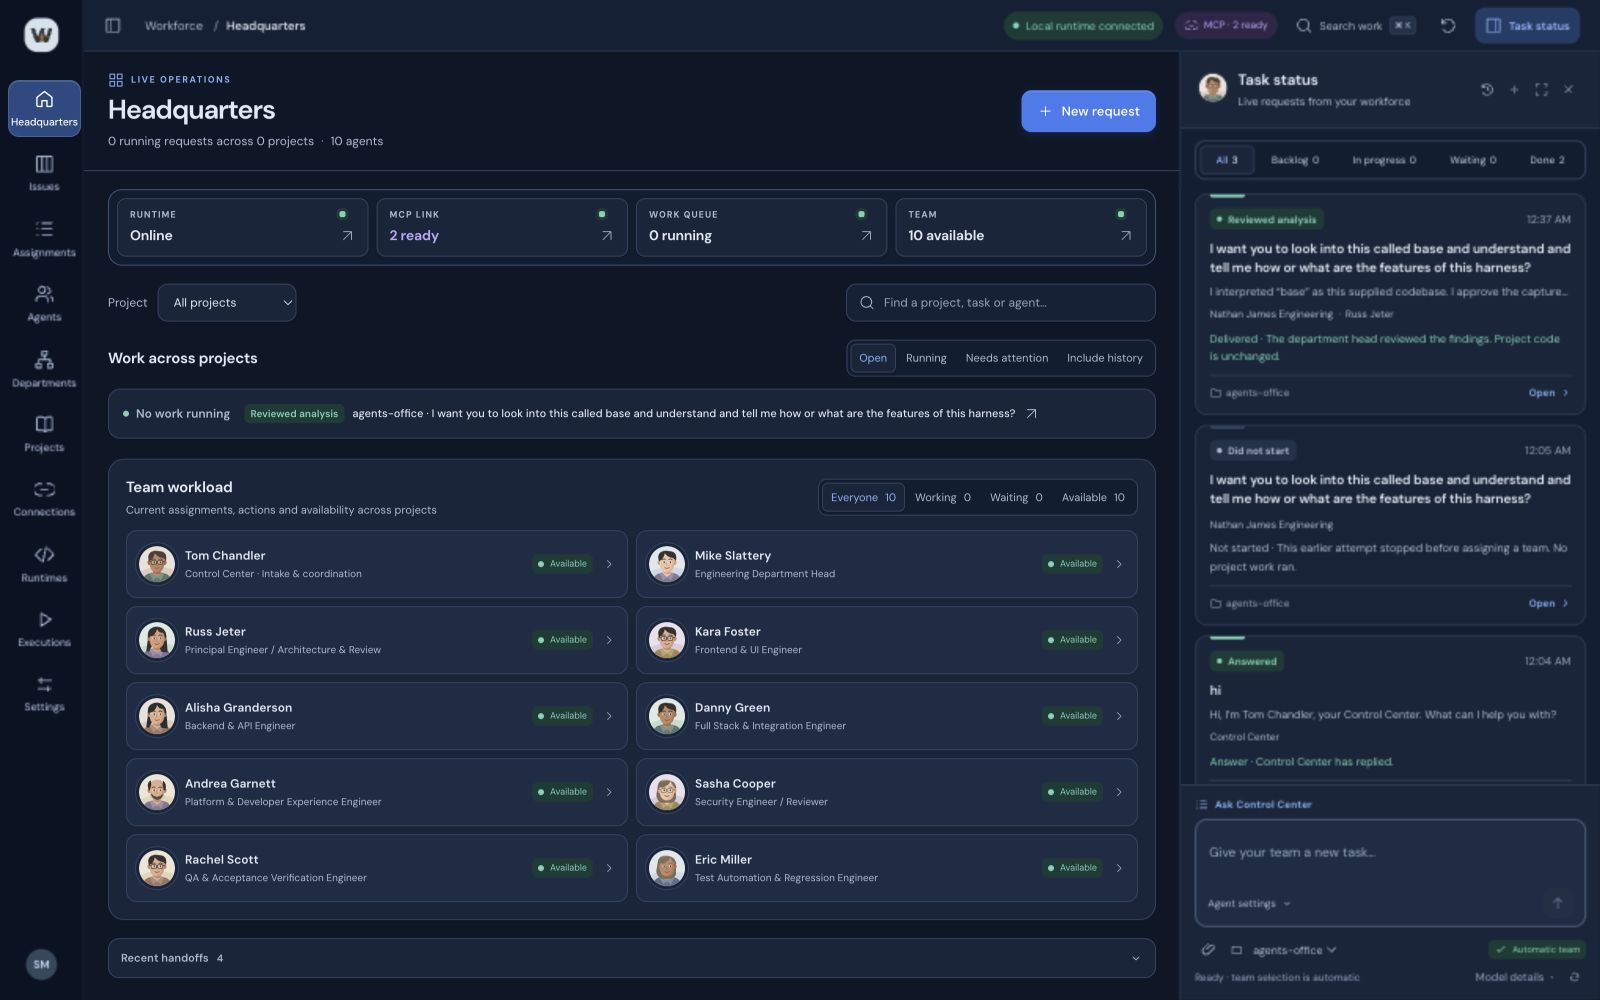 W
Workforce / Headquarters
Local runtime connected
MCP · 2 ready
Search work ⌘ K
Task status
Headquarters
Issues
Assignments
Agents
Departments
Projects
Connections
Runtimes
Executions
Settings
SM
LIVE OPERATIONS
Headquarters
0 running requests across 0 projects · 10 agents
+ New request
RUNTIME
Online
MCP LINK
2 ready
WORK QUEUE
0 running
TEAM
10 available
Project
All projects
Find a project, task or agent...
Work across projects
Open Running Needs attention Include history
No work running Reviewed analysis agents-office · I want you to look into this called base and understand and tell me how or what are the features of this harness?
Team workload
Current assignments, actions and availability across projects
Everyone 10 Working 0 Waiting 0 Available 10
Tom Chandler
Control Center · Intake & coordination
Available
Mike Slattery
Engineering Department Head
Available
Russ Jeter
Principal Engineer / Architecture & Review
Available
Kara Foster
Frontend & UI Engineer
Available
Alisha Granderson
Backend & API Engineer
Available
Danny Green
Full Stack & Integration Engineer
Available
Andrea Garnett
Platform & Developer Experience Engineer
Available
Sasha Cooper
Security Engineer / Reviewer
Available
Rachel Scott
QA & Acceptance Verification Engineer
Available
Eric Miller
Test Automation & Regression Engineer
Available
Recent handoffs 4
Task status
Live requests from your workforce
All 3 Backlog 0 In progress 0 Waiting 0 Done 2
Reviewed analysis 12:37 AM
I want you to look into this called base and understand and
tell me how or what are the features of this harness?
I interpreted “base” as this supplied codebase. I approve the capture...
Nathan James Engineering · Russ Jeter
Delivered · The department head reviewed the findings. Project code
is unchanged.
agents-office Open
Did not start 12:05 AM
I want you to look into this called base and understand and
tell me how or what are the features of this harness?
Nathan James Engineering
Not started · This earlier attempt stopped before assigning a team. No
project work ran.
agents-office Open
Answered 12:04 AM
hi
Hi, I'm Tom Chandler, your Control Center. What can I help you with?
Control Center
Answer · Control Center has replied.
Ask Control Center
Give your team a new task...
Agent settings
agents-office
Automatic team
Ready · team selection is automatic
Model details